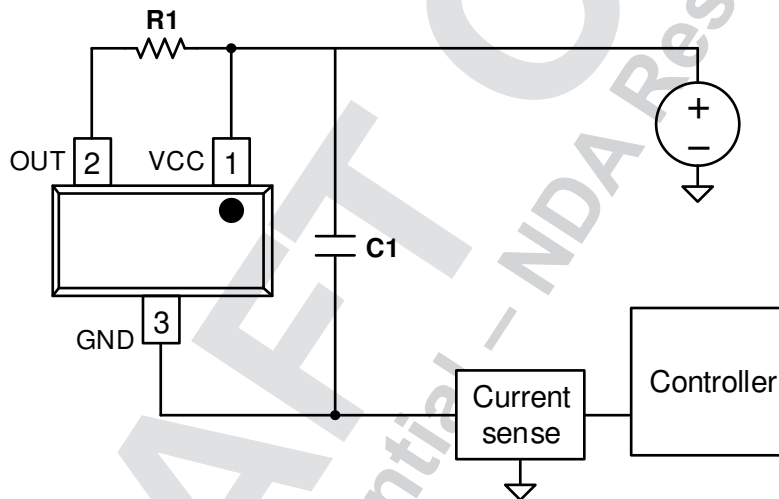 R1
OUT 2 VCC 1
+
–
C1
GND 3
Current
sense
Controller